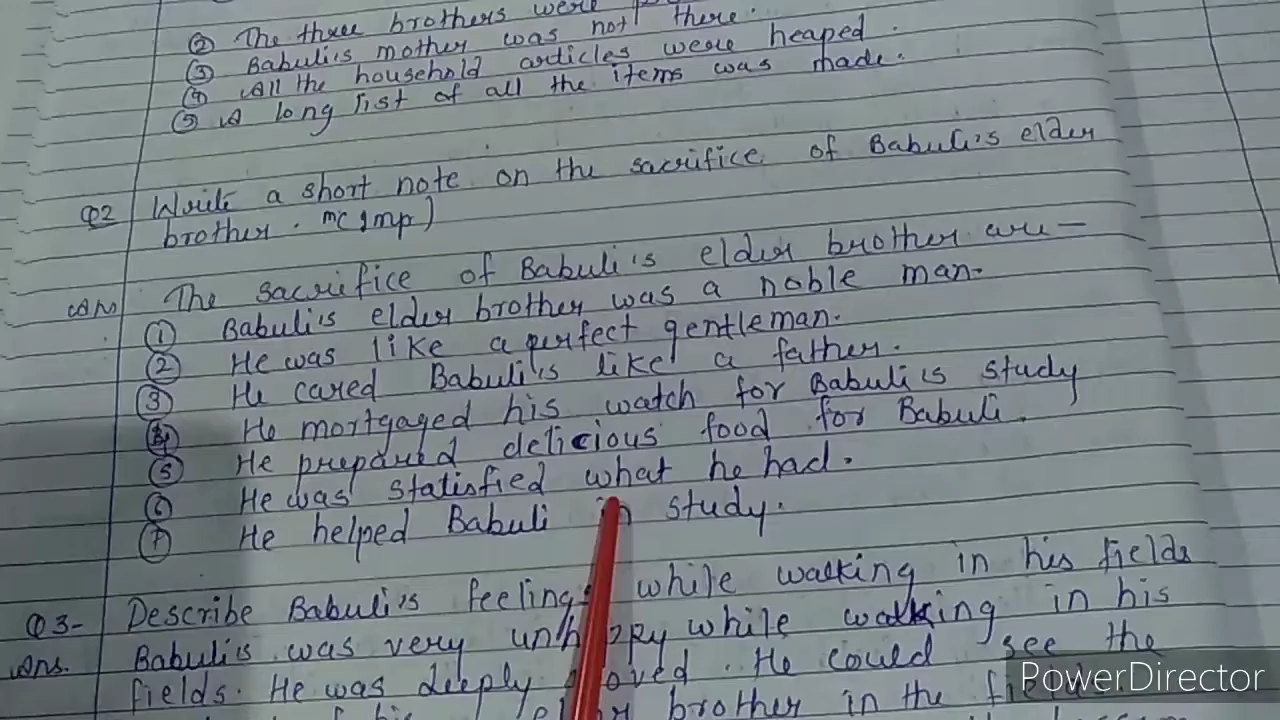 ② The three brothers were
③ Babuli's mother was not there.
④ All the household articles were heaped.
⑤ A long list of all the items was made.
Q2 Write a short note on the sacrifice of Babuli's elder
brother. mc gmp)
Ans The sacrifice of Babuli's elder brother are —
① Babuli's elder brother was a noble man.
② He was like a perfect gentleman.
③ He cared Babuli's like a father.
④ He mortgaged his watch for Babuli's study
⑤ He prepared delicious food for Babuli.
⑥ He was statisfied what he had.
⑦ He helped Babuli in study.
Q3- Describe Babuli's feelings while walking in his fields
Ans. Babuli's was very unhappy while walking in his
fields. He was deeply moved. He could see the
brother in the fields.
PowerDirector